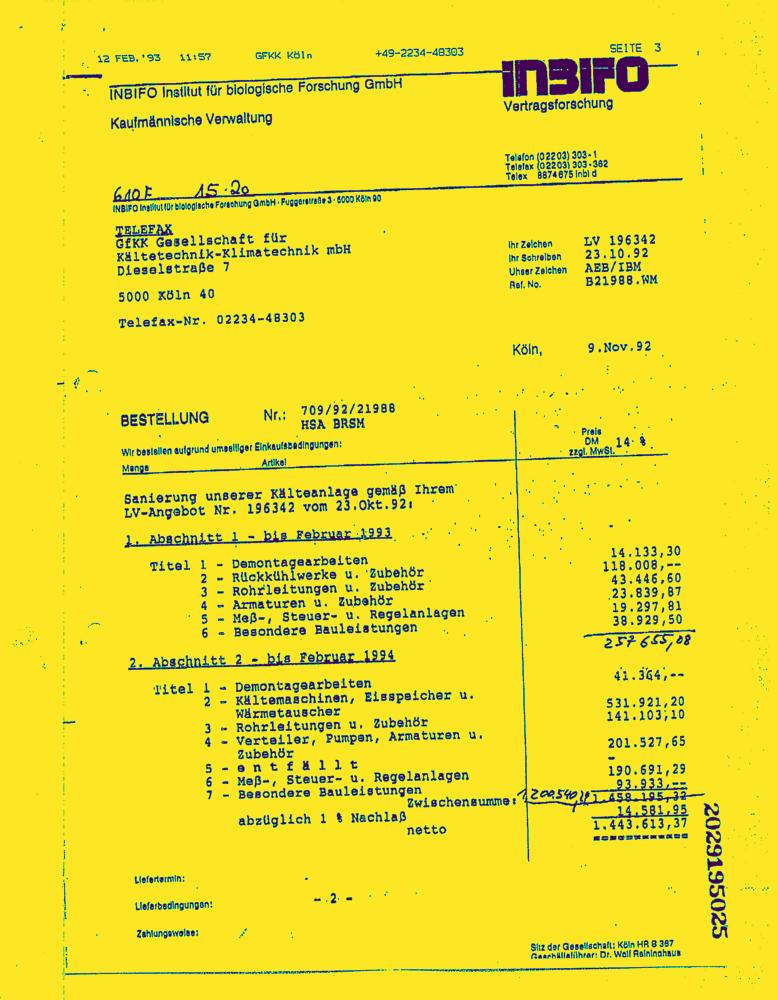 12 FEB.'93 11:57 GFKK Köln +49-2234-48303 SEITE 3
INBIFO Institut für biologische Forschung GmbH
INBIFO
Vertragsforschung
Kaufmännische Verwaltung
Telefon (02203) 303-1
Telefax (02203) 303-362
Telex 8874675 inbi d
610F 15.20
INBIFO Institut für biologische Forschung GmbH · Fuggerstraße 3 · 5000 Köln 90
TELEFAX
GfKK Gesellschaft für
Kältetechnik-Klimatechnik mbH
Dieselstraße 7
5000 Köln 40
Telefax-Nr. 02234-48303
Ihr Zeichen LV 196342
Ihr Schreiben 23.10.92
Unser Zeichen AEB/IBM
Ref. No. B21988.WM
Köln, 9.Nov.92
BESTELLUNG Nr.: 709/92/21988
HSA BRSM
Wir bestellen aufgrund umseitiger Einkaufsbedingungen:
Menge Artikel
Preis
DM 14 %
zzgl. MwSt.
Sanierung unserer Kälteanlage gemäß Ihrem
LV-Angebot Nr. 196342 vom 23.Okt.92:
1. Abschnitt 1 - bis Februar 1993
Titel 1 - Demontagearbeiten 14.133,30
2 - Rückkühlwerke u. Zubehör 118.008,--
3 - Rohrleitungen u. Zubehör 43.446,60
4 - Armaturen u. Zubehör 23.839,87
5 - Meß-, Steuer- u. Regelanlagen 19.297,81
6 - Besondere Bauleistungen 38.929,50
257655,08
2. Abschnitt 2 - bis Februar 1994
Titel 1 - Demontagearbeiten 41.364,--
2 - Kältemaschinen, Eisspeicher u.
Wärmetauscher 531.921,20
3 - Rohrleitungen u. Zubehör 141.103,10
4 - Verteiler, Pumpen, Armaturen u.
Zubehör 201.527,65
5 - e n t f ä l l t -
6 - Meß-, Steuer- u. Regelanlagen 190.691,29
7 - Besondere Bauleistungen 93.933,--
Zwischensumme: 1.458.195,32
abzüglich 1 % Nachlaß 14.581,95
netto 1.443.613,37
Liefertermin:
Lieferbedingungen:
- 2 -
Zahlungsweise:
Sitz der Gesellschaft: Köln HR B 367
Geschäftsführer: Dr. Wolf Reininghaus
2029195025